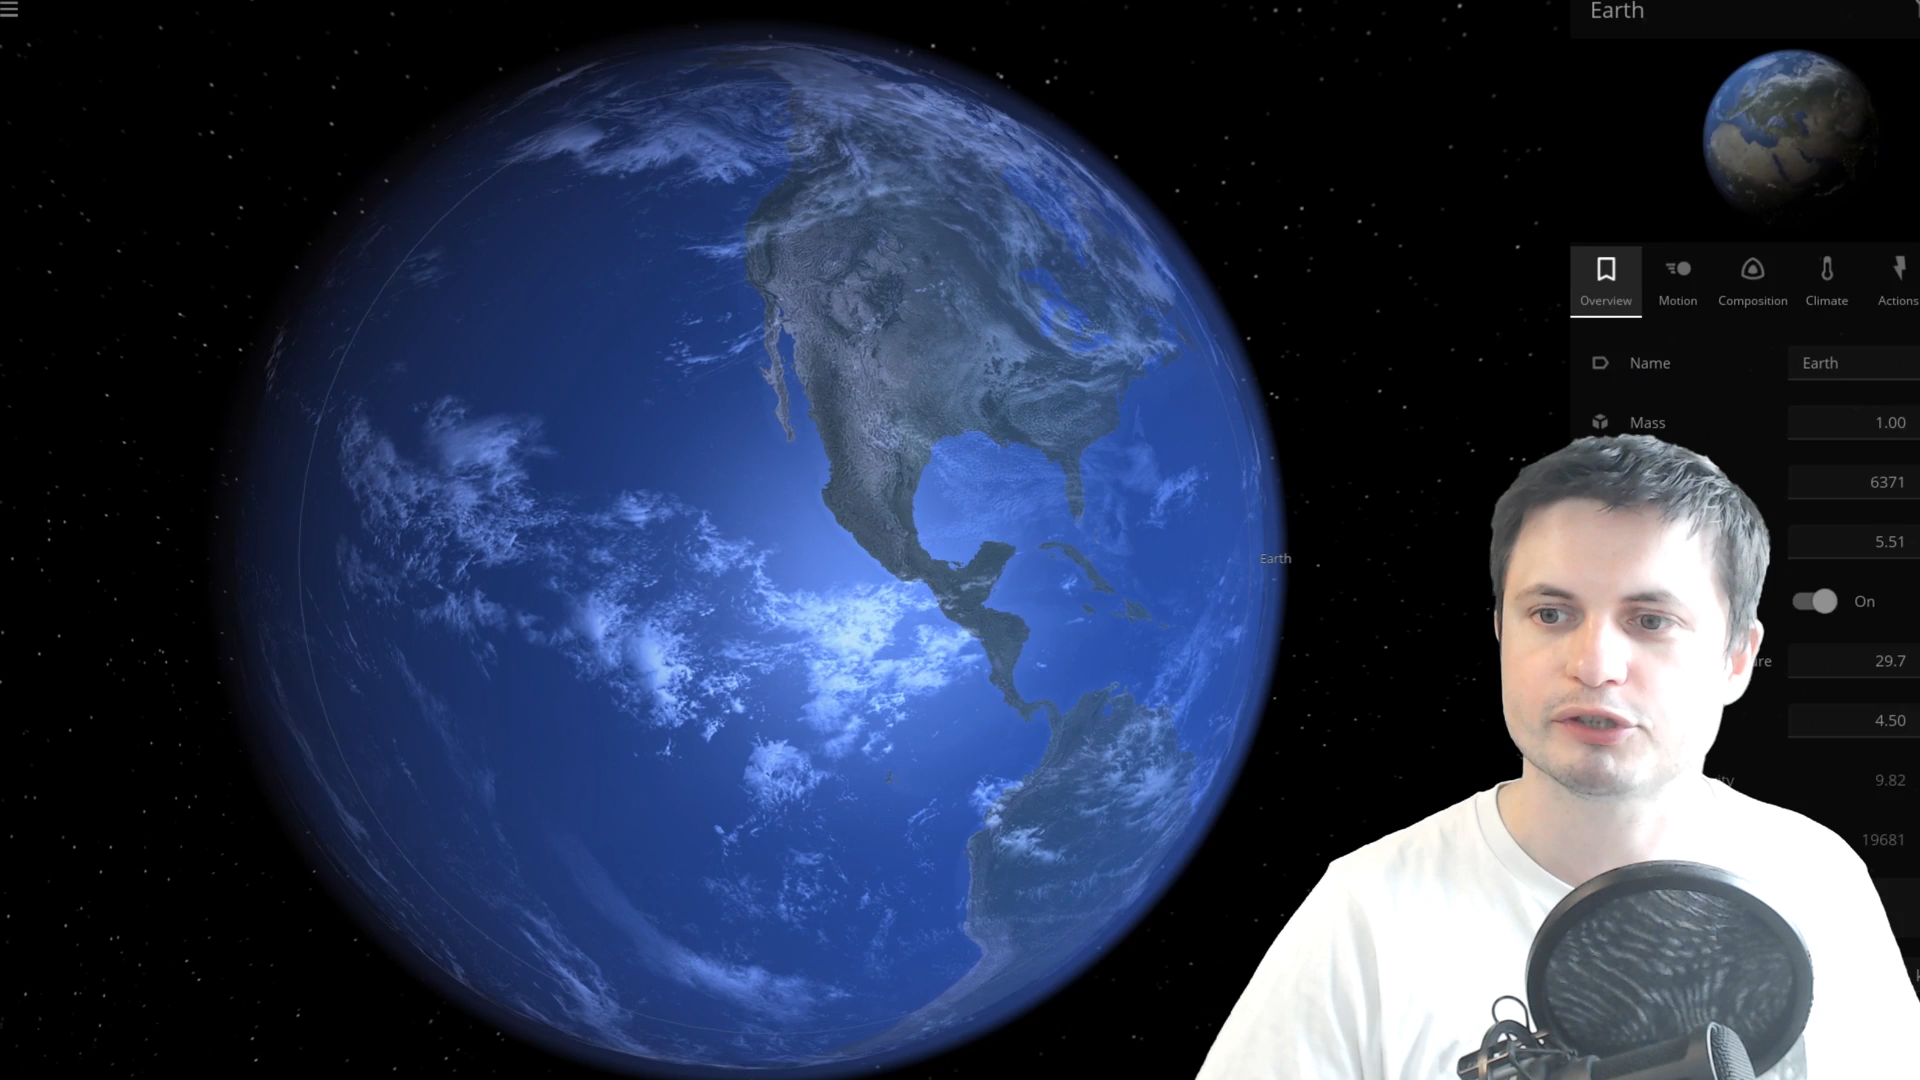 Earth
Overview Motion Composition Climate Actions
Name Earth
Mass 1.00
6371
5.51
Earth
On
29.7
4.50
9.82
19681